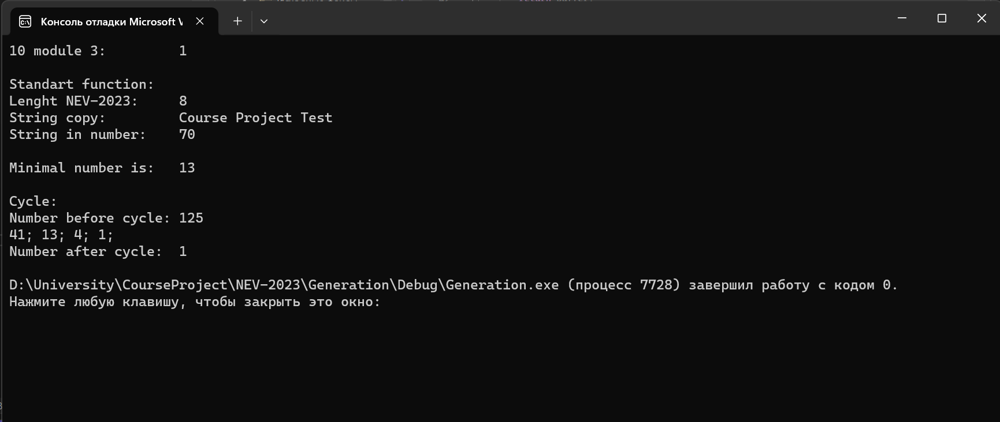 Консоль отладки Microsoft V
10 module 3: 1
Standart function:
Lenght NEV-2023: 8
String copy: Course Project Test
String in number: 70
Minimal number is: 13
Cycle:
Number before cycle: 125
41; 13; 4; 1;
Number after cycle: 1
D:\University\CourseProject\NEV-2023\Generation\Debug\Generation.exe (процесс 7728) завершил работу с кодом 0.
Нажмите любую клавишу, чтобы закрыть это окно: